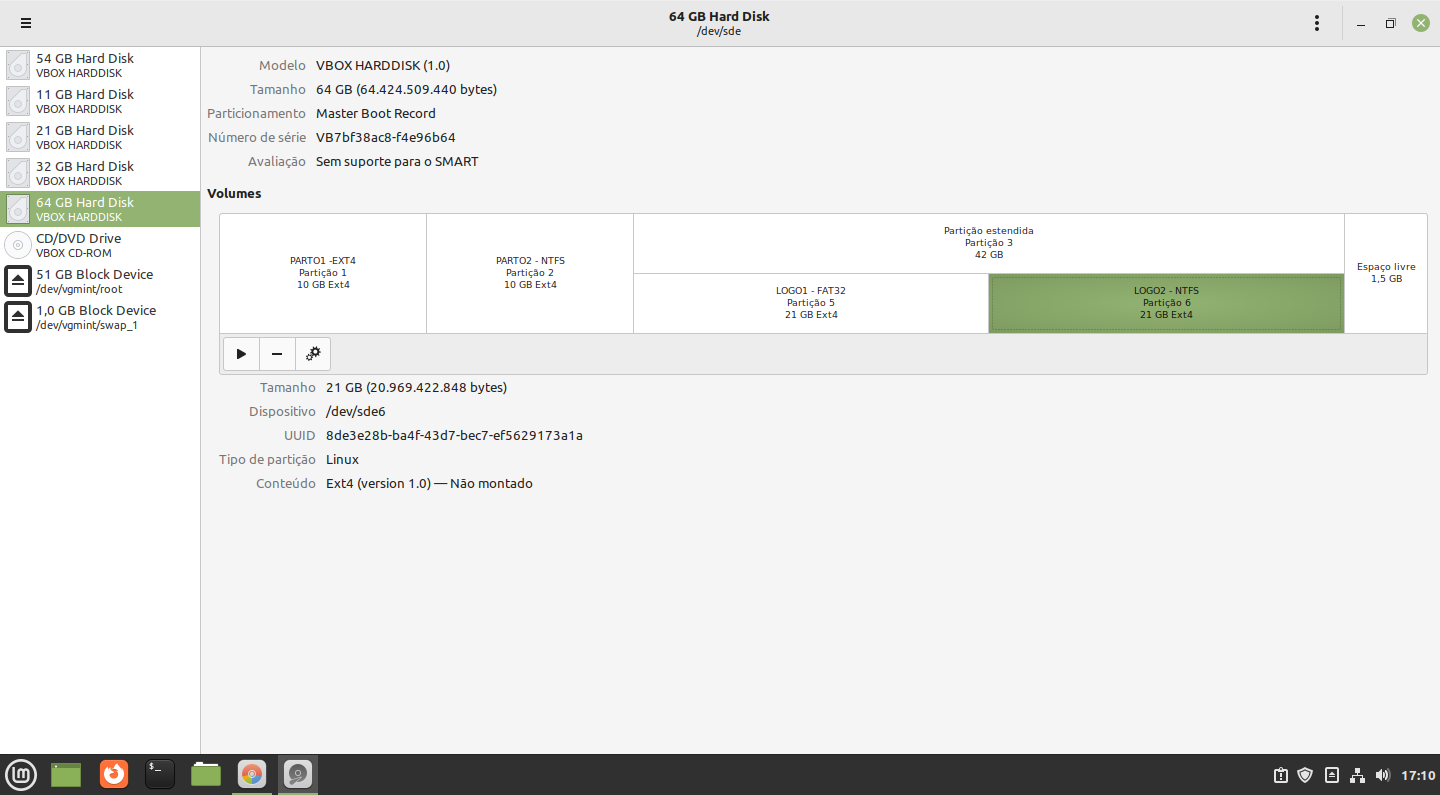 64 GB Hard Disk
/dev/sde
54 GB Hard Disk
VBOX HARDDISK
11 GB Hard Disk
VBOX HARDDISK
21 GB Hard Disk
VBOX HARDDISK
32 GB Hard Disk
VBOX HARDDISK
64 GB Hard Disk
VBOX HARDDISK
CD/DVD Drive
VBOX CD-ROM
51 GB Block Device
/dev/vgmint/root
1,0 GB Block Device
/dev/vgmint/swap_1
Modelo VBOX HARDDISK (1.0)
Tamanho 64 GB (64.424.509.440 bytes)
Particionamento Master Boot Record
Número de série VB7bf38ac8-f4e96b64
Avaliação Sem suporte para o SMART
Volumes
PARTO1 -EXT4
Partição 1
10 GB Ext4
PARTO2 - NTFS
Partição 2
10 GB Ext4
Partição estendida
Partição 3
42 GB
LOGO1 - FAT32
Partição 5
21 GB Ext4
LOGO2 - NTFS
Partição 6
21 GB Ext4
Espaço livre
1,5 GB
Tamanho 21 GB (20.969.422.848 bytes)
Dispositivo /dev/sde6
UUID 8de3e28b-ba4f-43d7-bec7-ef5629173a1a
Tipo de partição Linux
Conteúdo Ext4 (version 1.0) — Não montado
$_
17:10